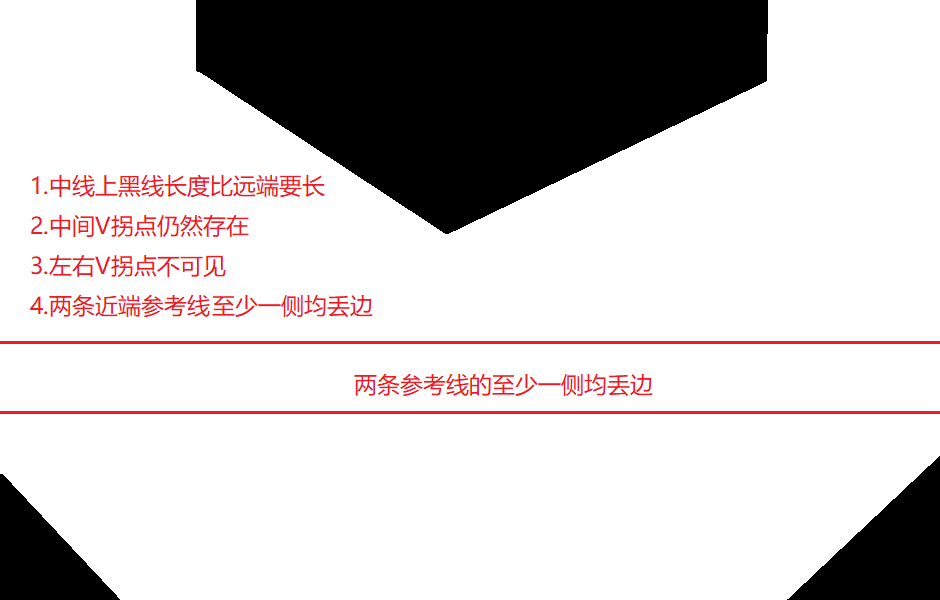 1.中线上黑线长度比远端要长
2.中间V拐点仍然存在
3.左右V拐点不可见
4.两条近端参考线至少一侧均丢边
两条参考线的至少一侧均丢边